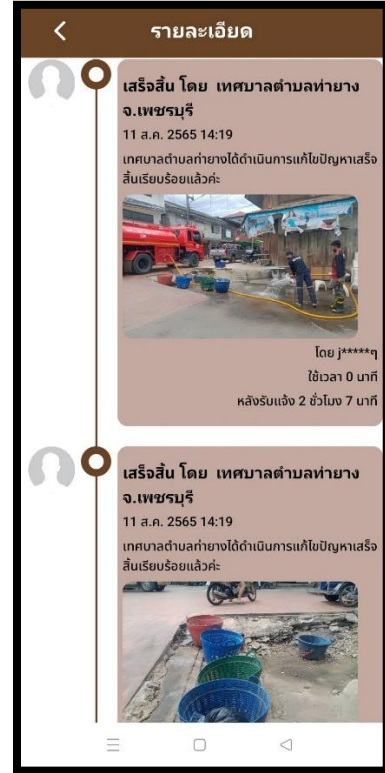 รายละเอียด
เสร็จสิ้น โดย เทศบาลตำบลท่ายาง
จ.เพชรบุรี
11 ส.ค. 2565 14:19
เทศบาลตำบลท่ายางได้ดำเนินการแก้ไขปัญหาเสร็จ
สิ้นเรียบร้อยแล้วค่ะ
โดย j*****ๆ
ใช้เวลา 0 นาที
หลังรับแจ้ง 2 ชั่วโมง 7 นาที
เสร็จสิ้น โดย เทศบาลตำบลท่ายาง
จ.เพชรบุรี
11 ส.ค. 2565 14:19
เทศบาลตำบลท่ายางได้ดำเนินการแก้ไขปัญหาเสร็จ
สิ้นเรียบร้อยแล้วค่ะ